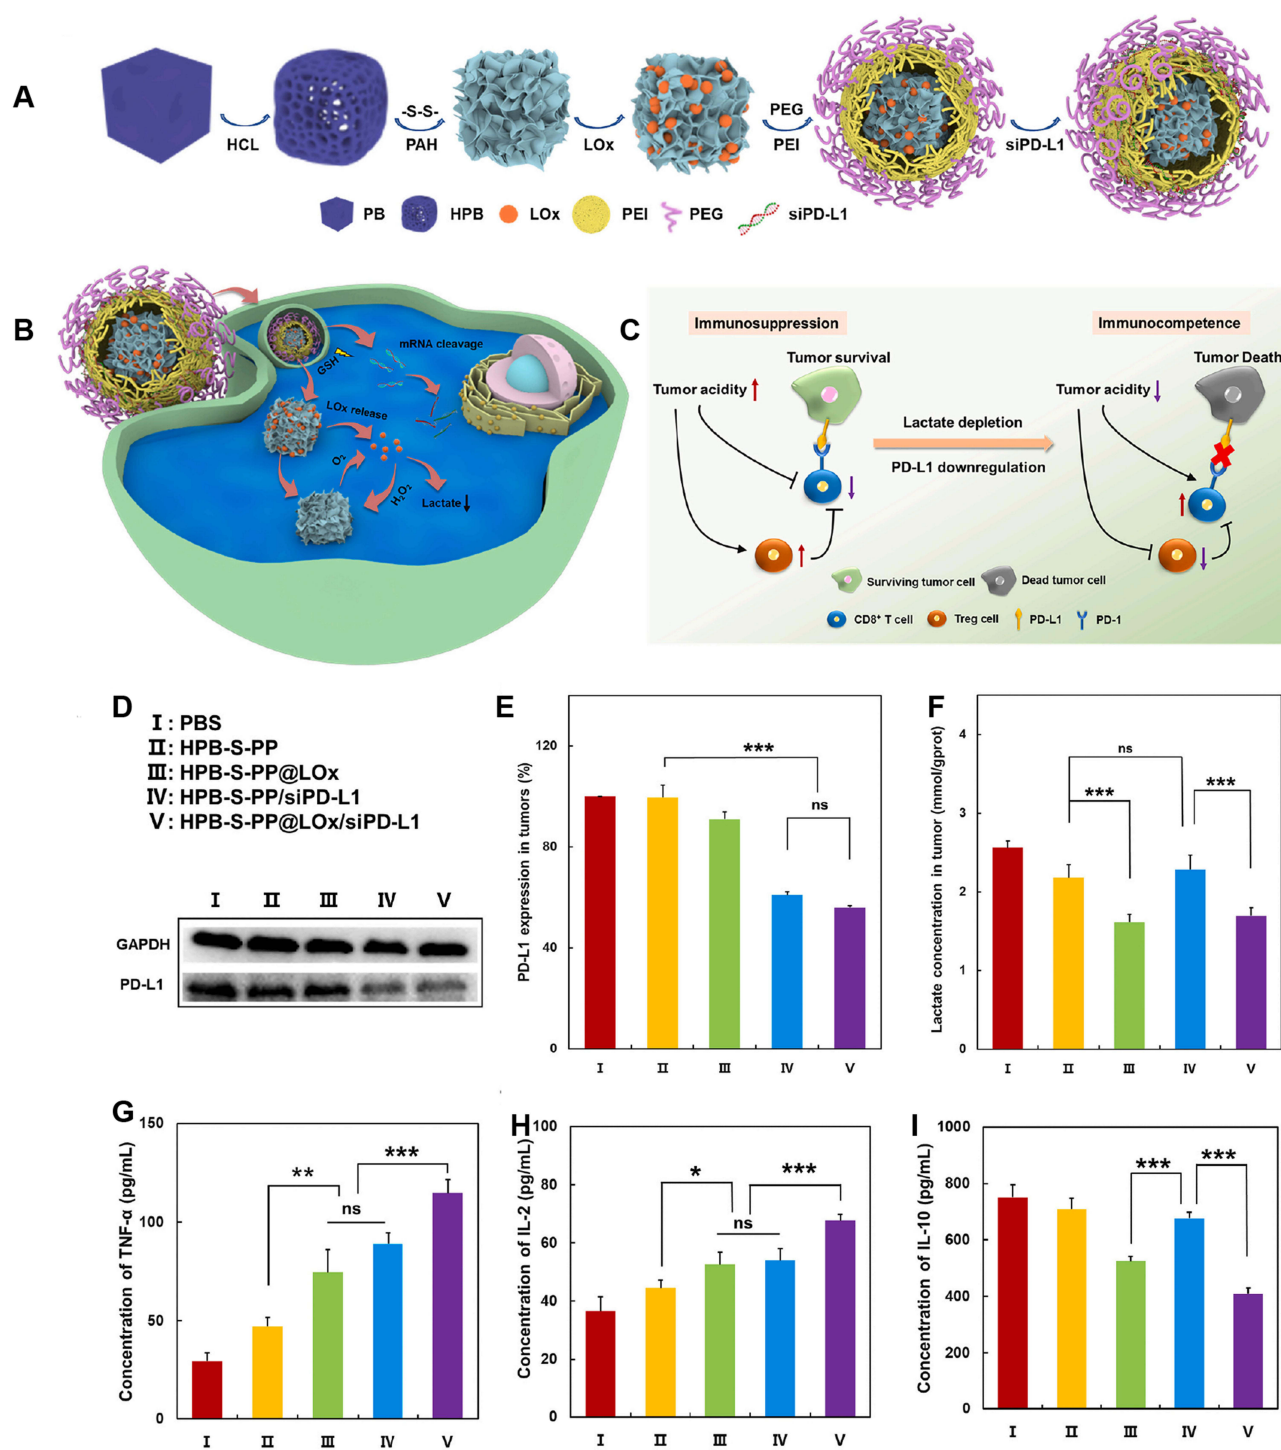 A
HCL
-S-S-
PAH
LOx
PEG
PEI
siPD-L1
PB
HPB
LOx
PEI
PEG
siPD-L1
B
GSH
mRNA cleavage
LOx release
O₂
H₂O₂
Lactate
C
Immunosuppression
Immunocompetence
Tumor survival
Tumor Death
Tumor acidity
Tumor acidity
Lactate depletion
PD-L1 downregulation
Surviving tumor cell
Dead tumor cell
CD8⁺ T cell
Treg cell
PD-L1
PD-1
D
I : PBS
II : HPB-S-PP
III : HPB-S-PP@LOx
IV : HPB-S-PP/siPD-L1
V : HPB-S-PP@LOx/siPD-L1
I II III IV V
GAPDH
PD-L1
E
PD-L1 expression in tumors (%)
120
80
40
0
***
ns
I II III IV V
F
Lactate concentration in tumor (mmol/gprot)
4
3
2
1
0
ns
***
***
I II III IV V
G
Concentration of TNF-α (pg/mL)
150
100
50
0
**
***
ns
I II III IV V
H
Concentration of IL-2 (pg/mL)
100
80
60
40
20
0
*
***
ns
I II III IV V
I
Concentration of IL-10 (pg/mL)
1000
800
600
400
200
0
***
***
I II III IV V